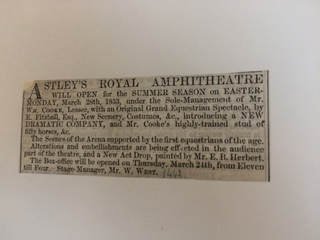 ASTLEY'S ROYAL AMPHITHEATRE
WILL OPEN for the SUMMER SEASON on EASTER-
MONDAY, March 28th, 1853, under the Sole-Management of Mr.
WM. COOKE, Lessee, with an Original Grand Equestrian Spectacle, by
E. Fitzball, Esq., New Scenery, Costumes, &c., introducing a NEW
DRAMATIC COMPANY, and Mr. Cooke's highly-trained stud of
fifty horses, &c.
The Scenes of the Arena supported by the first equestrians of the age.
Alterations and embellishments are being effected in the audience
part of the theatre, and a New Act Drop, painted by Mr. E. B. Herbert.
The Box-office will be opened on Thursday, March 24th, from Eleven
till Four. Stage-Manager, Mr. W. WEST.